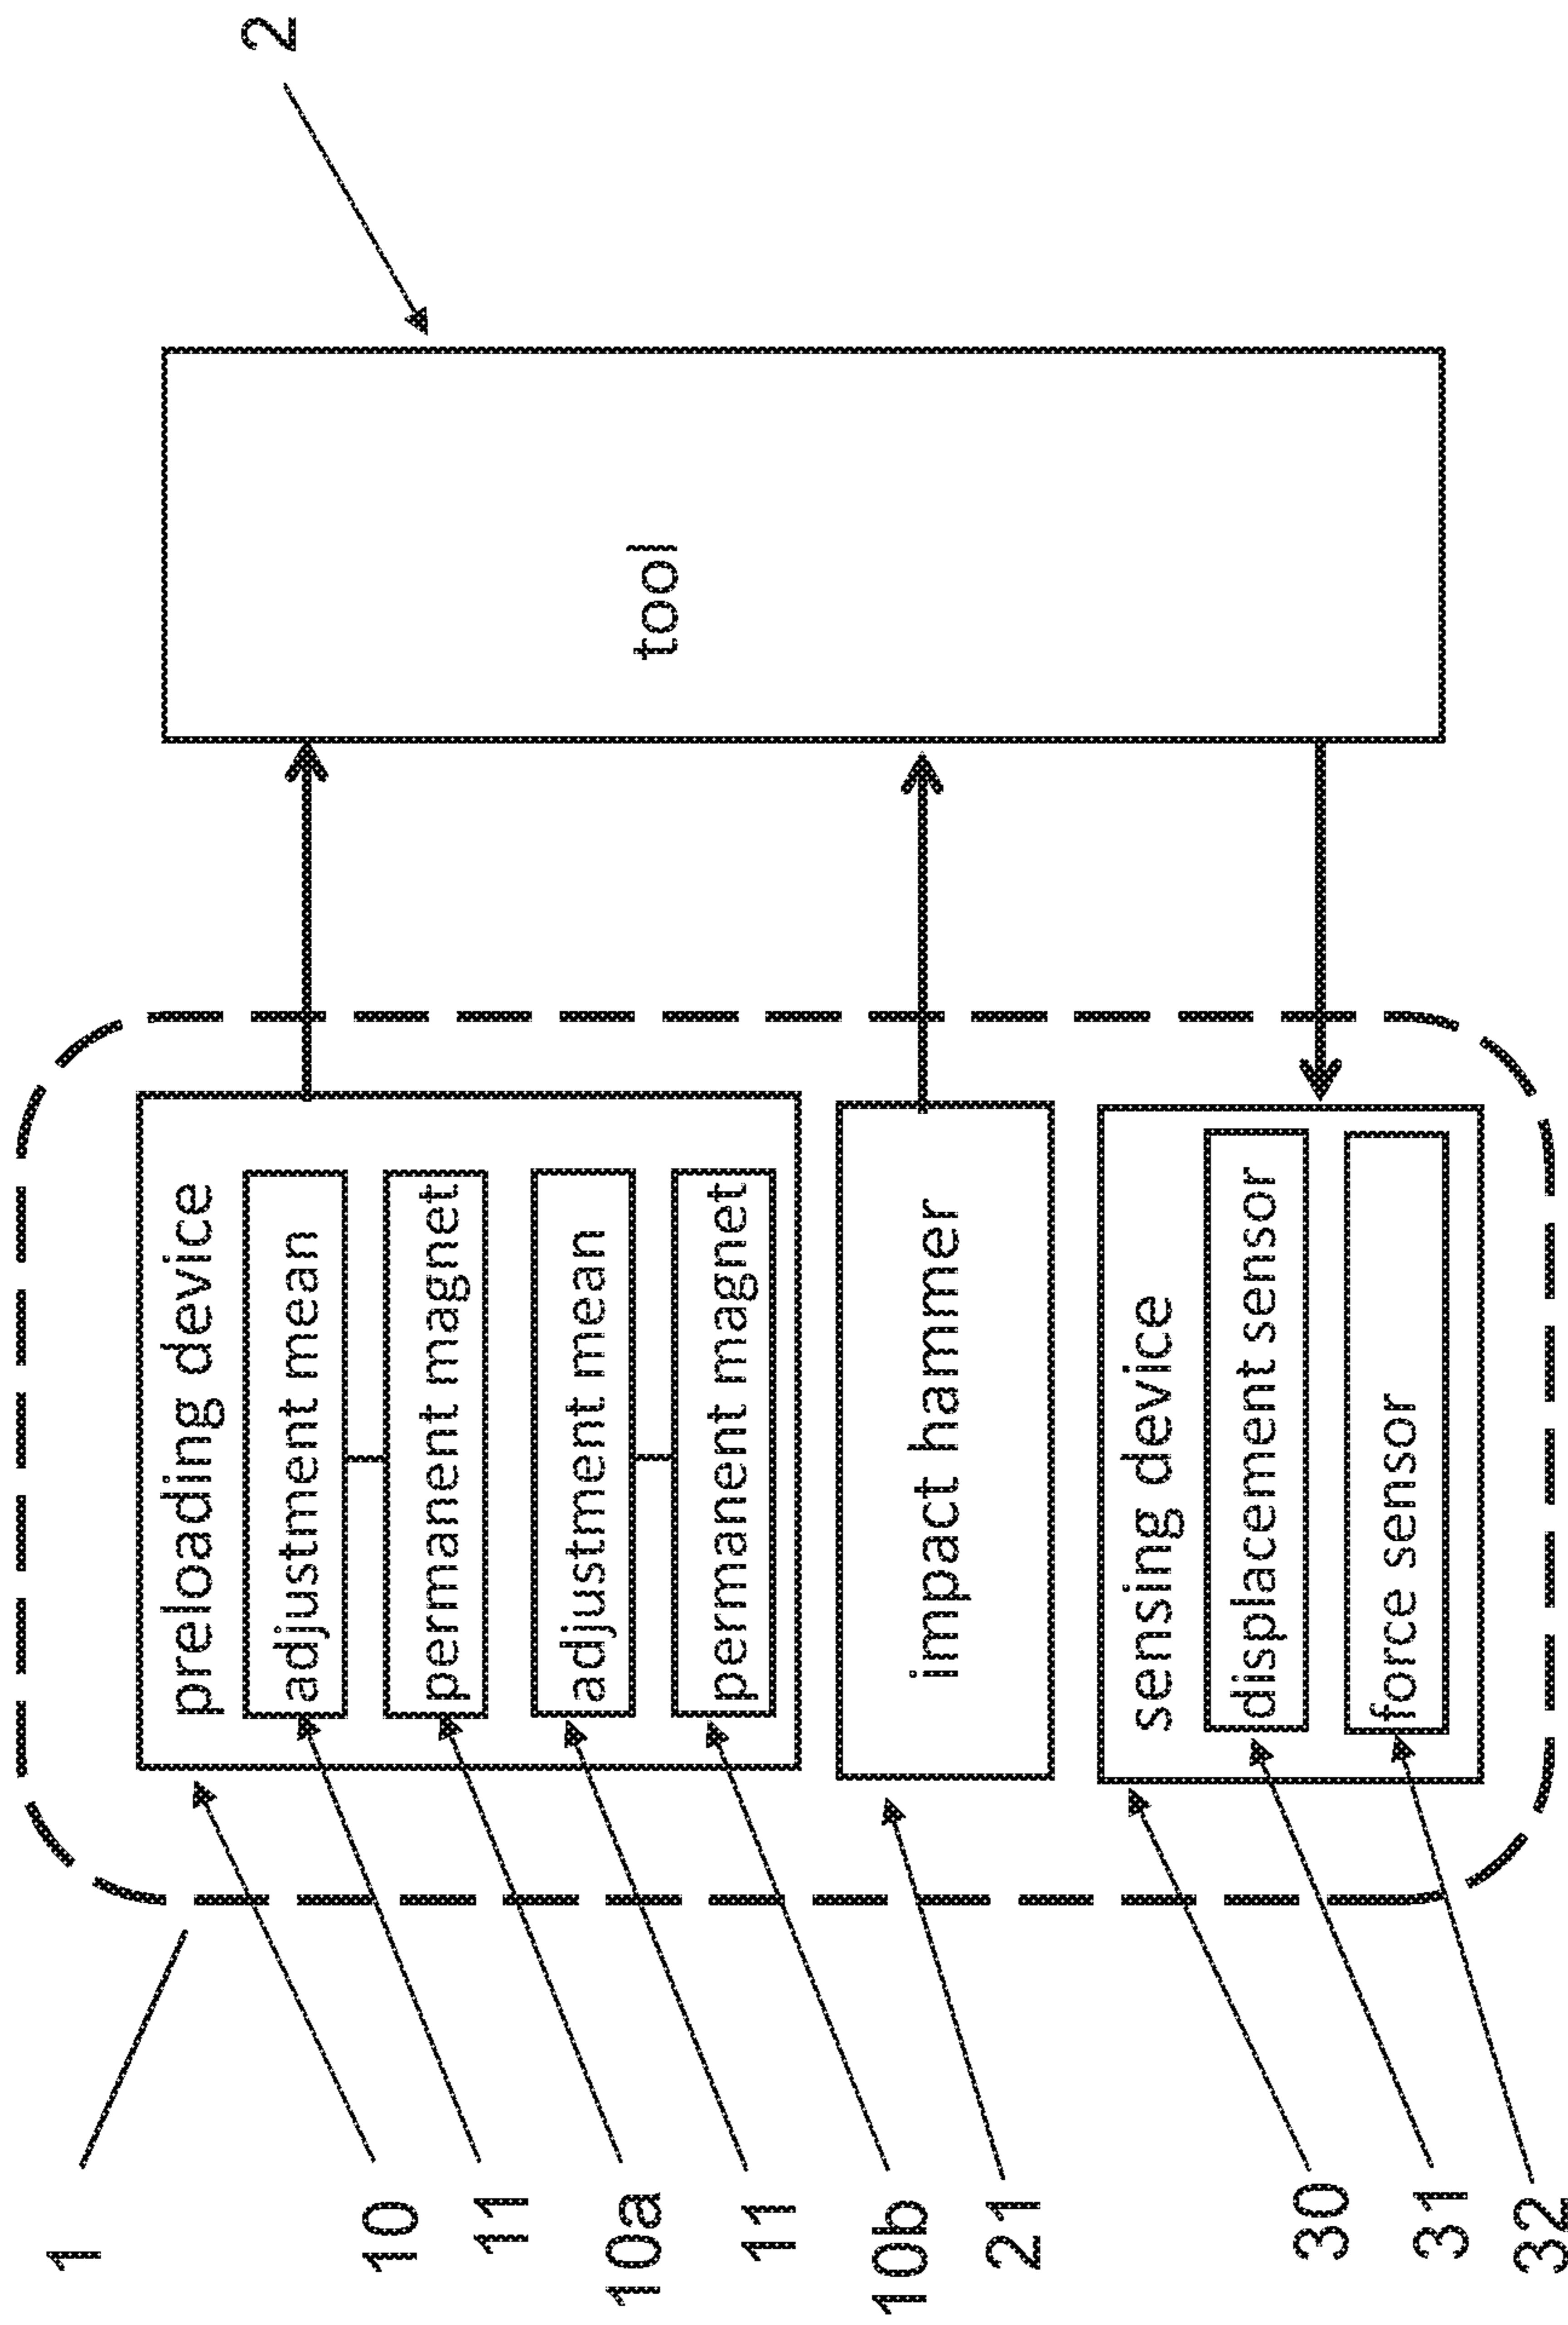 1
10
preloading device
11
adjustment mean
10a
permanent magnet
11
adjustment mean
10b
permanent magnet
21
impact hammer
30
sensing device
31
displacement sensor
32
force sensor
tool
2